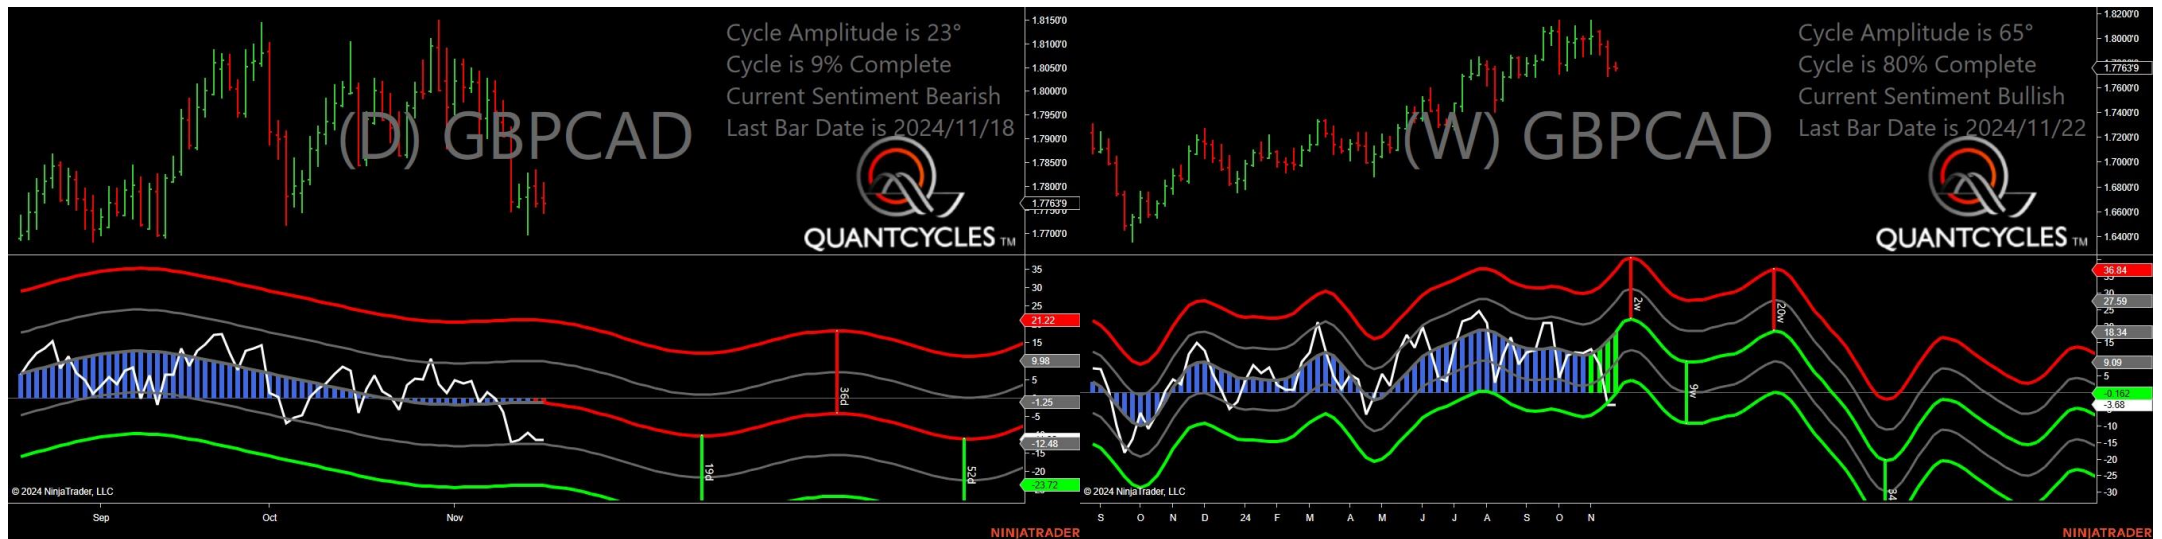 Cycle Amplitude is 23°
Cycle is 9% Complete
Current Sentiment Bearish
Last Bar Date is 2024/11/18
(D) GBPCAD
QUANTCYCLES TM
1.8150'0
1.8100'0
1.8050'0
1.8000'0
1.7950'0
1.7900'0
1.7850'0
1.7800'0
1.7763'9
1.7750'0
1.7700'0
35
30
25
21.22
15
9.98
5
-1.25
-5
-12.48
-15
-20
-23.72
36d
19d
52d
© 2024 NinjaTrader, LLC
Sep Oct Nov
NINJATRADER
Cycle Amplitude is 65°
Cycle is 80% Complete
Current Sentiment Bullish
Last Bar Date is 2024/11/22
(W) GBPCAD
QUANTCYCLES TM
1.8200'0
1.8000'0
1.7763'9
1.7600'0
1.7400'0
1.7200'0
1.7000'0
1.6800'0
1.6600'0
1.6400'0
36.84
30
27.59
18.34
15
9.09
5
-0.162
-3.68
-10
-15
-20
-25
-30
2w
20w
9w
34
© 2024 NinjaTrader, LLC
S O N D 24 F M A M J J A S O N
NINJATRADER